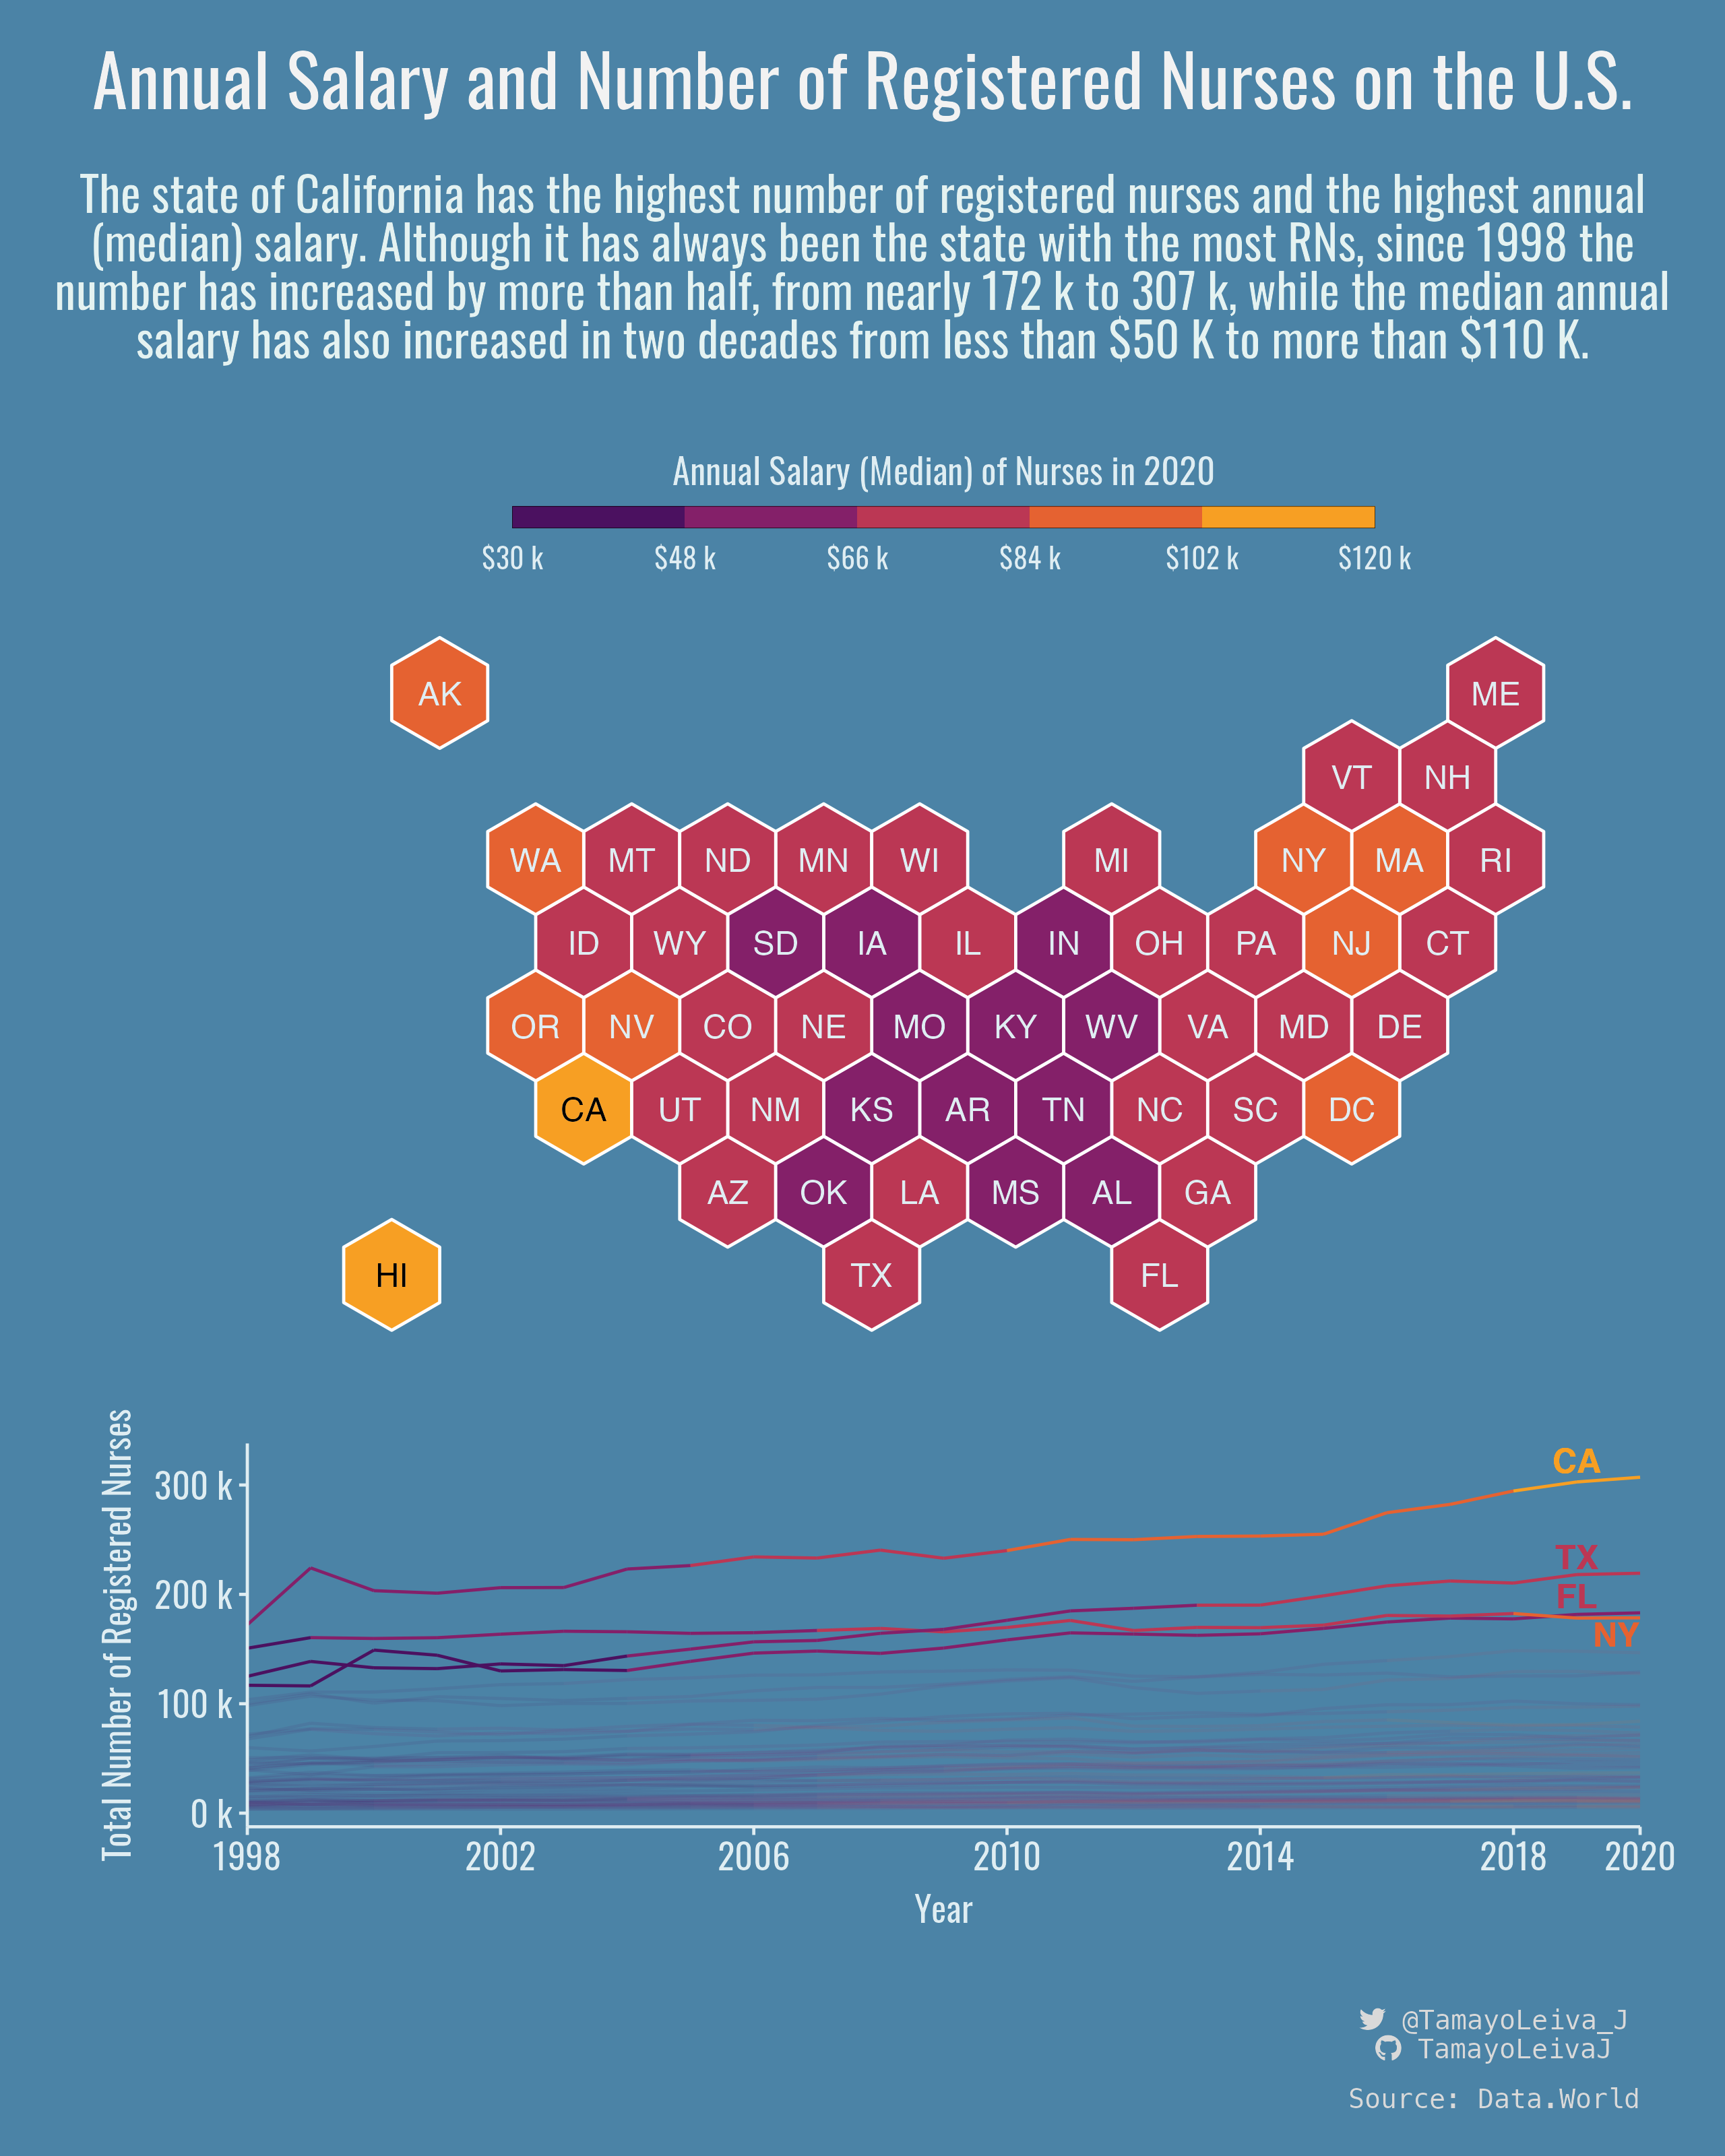 Annual Salary and Number of Registered Nurses on the U.S.
The state of California has the highest number of registered nurses and the highest annual
(median) salary. Although it has always been the state with the most RNs, since 1998 the
number has increased by more than half, from nearly 172 k to 307 k, while the median annual
salary has also increased in two decades from less than $50 K to more than $110 K.
Annual Salary (Median) of Nurses in 2020
$30 k $48 k $66 k $84 k $102 k $120 k
AK ME
VT NH
WA MT ND MN WI MI NY MA RI
ID WY SD IA IL IN OH PA NJ CT
OR NV CO NE MO KY WV VA MD DE
CA UT NM KS AR TN NC SC DC
AZ OK LA MS AL GA
HI TX FL
Total Number of Registered Nurses
300 k
200 k
100 k
0 k
CA
TX
FL
NY
1998 2002 2006 2010 2014 2018 2020
Year
@TamayoLeiva_J
TamayoLeivaJ
Source: Data.World